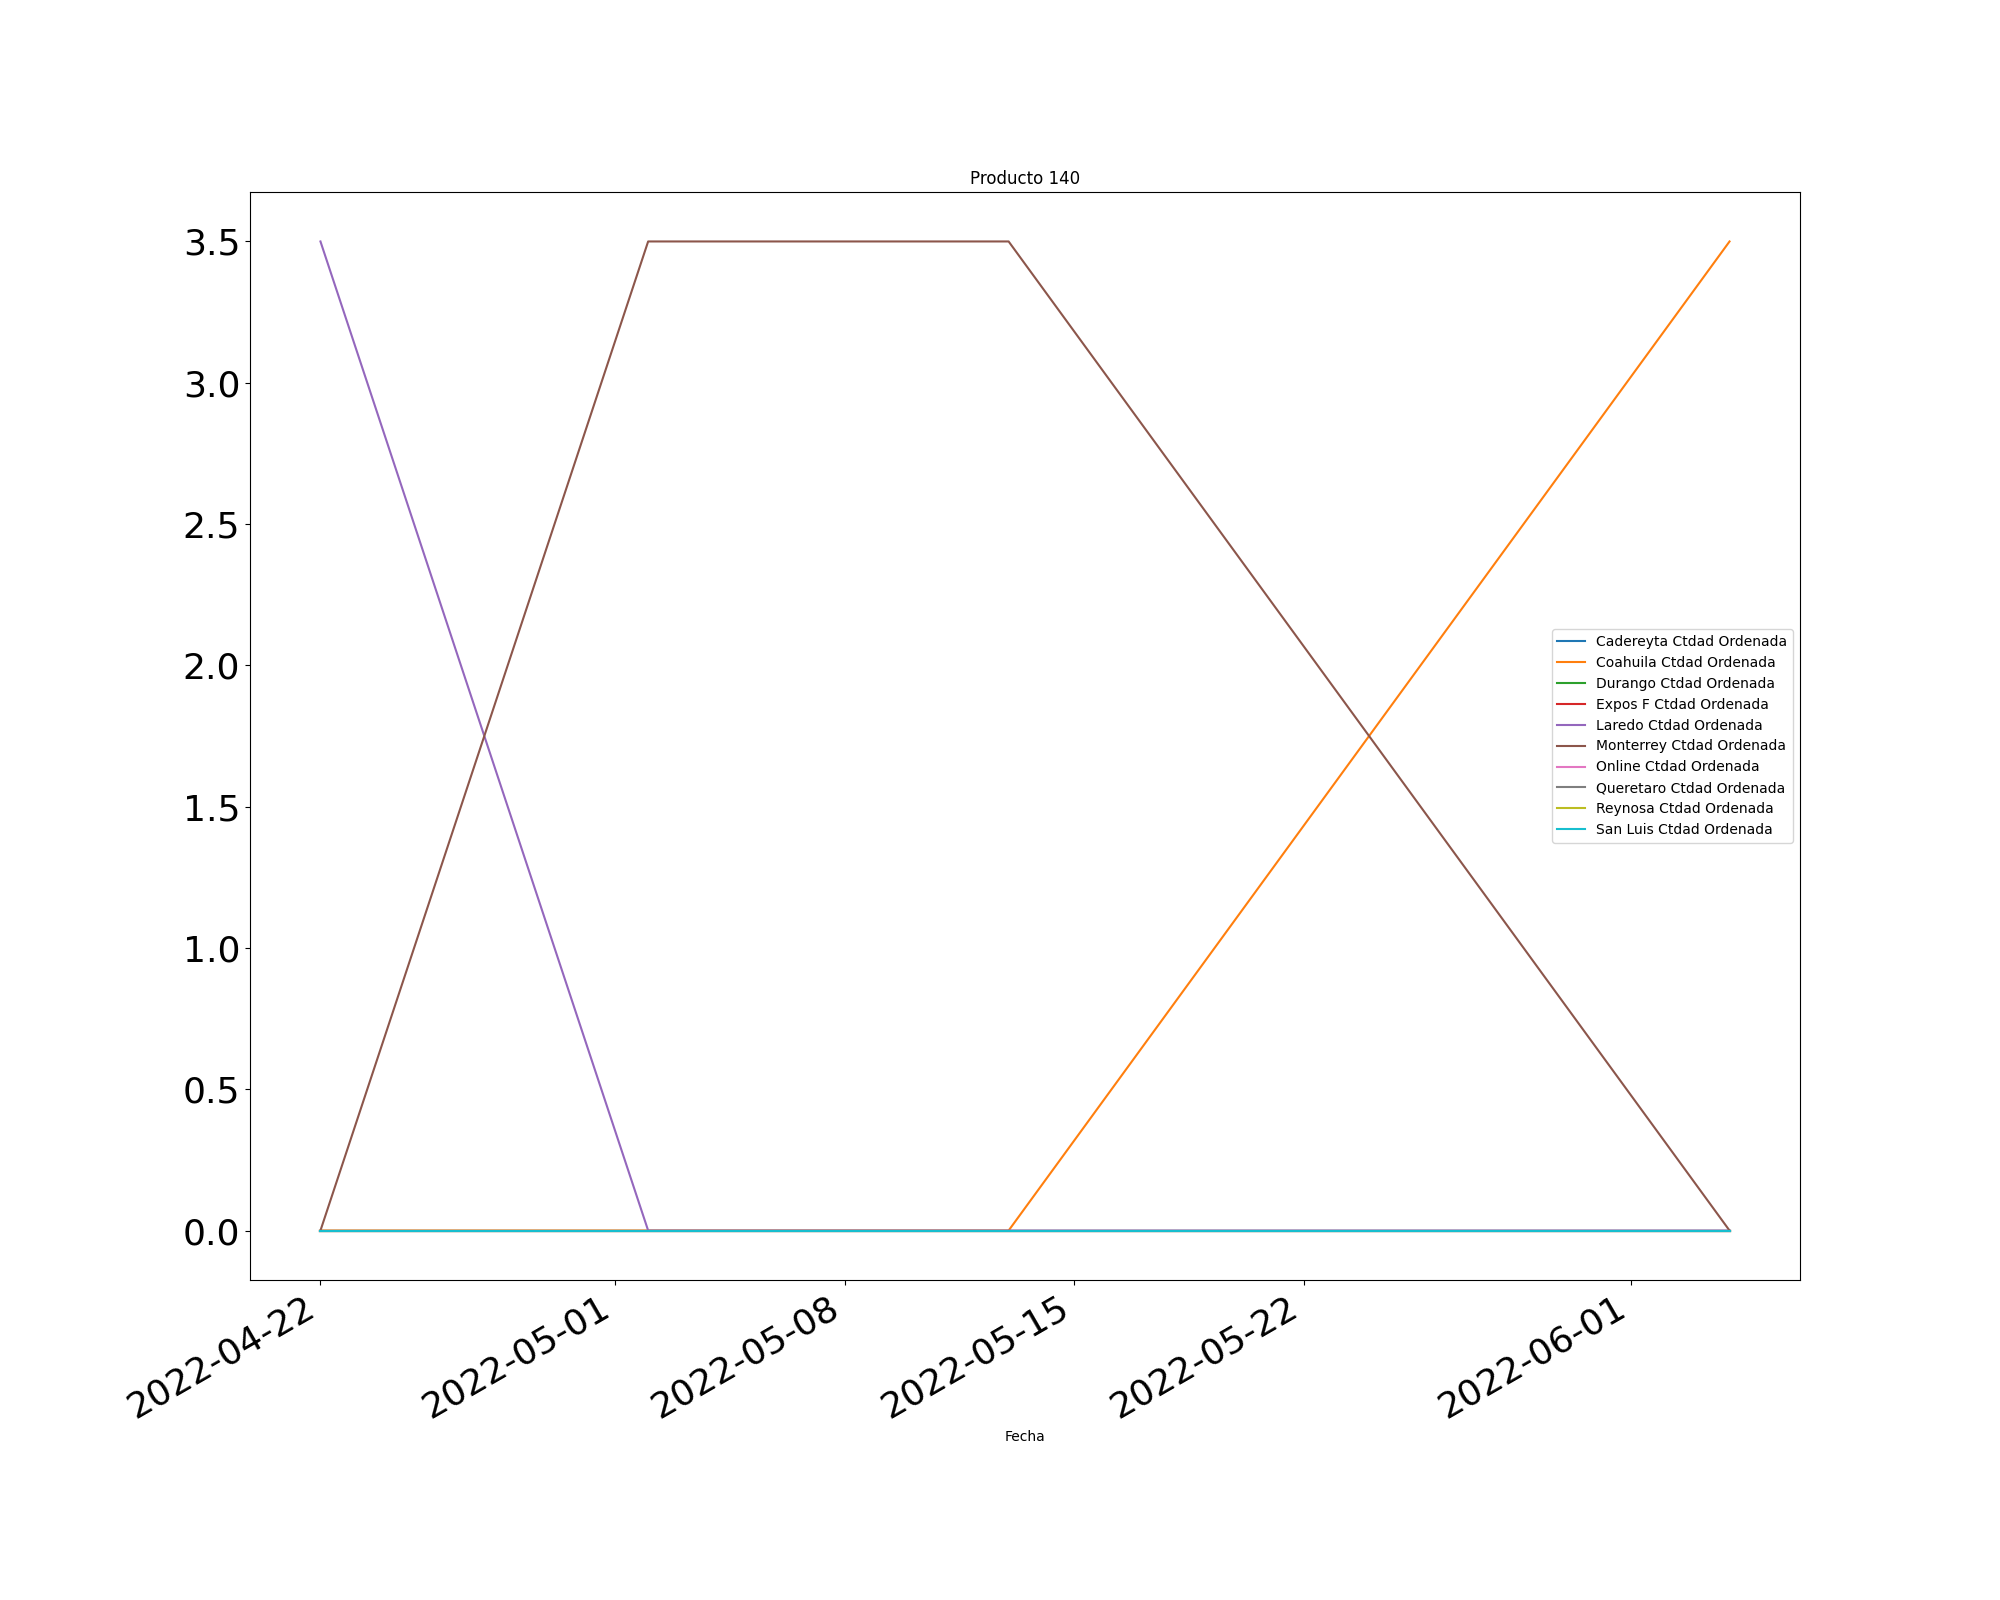 Producto 140
3.5
3.0
2.5
2.0
1.5
1.0
0.5
0.0
Cadereyta Ctdad Ordenada
Coahuila Ctdad Ordenada
Durango Ctdad Ordenada
Expos F Ctdad Ordenada
Laredo Ctdad Ordenada
Monterrey Ctdad Ordenada
Online Ctdad Ordenada
Queretaro Ctdad Ordenada
Reynosa Ctdad Ordenada
San Luis Ctdad Ordenada
2022-04-22
2022-05-01
2022-05-08
2022-05-15
2022-05-22
2022-06-01
Fecha